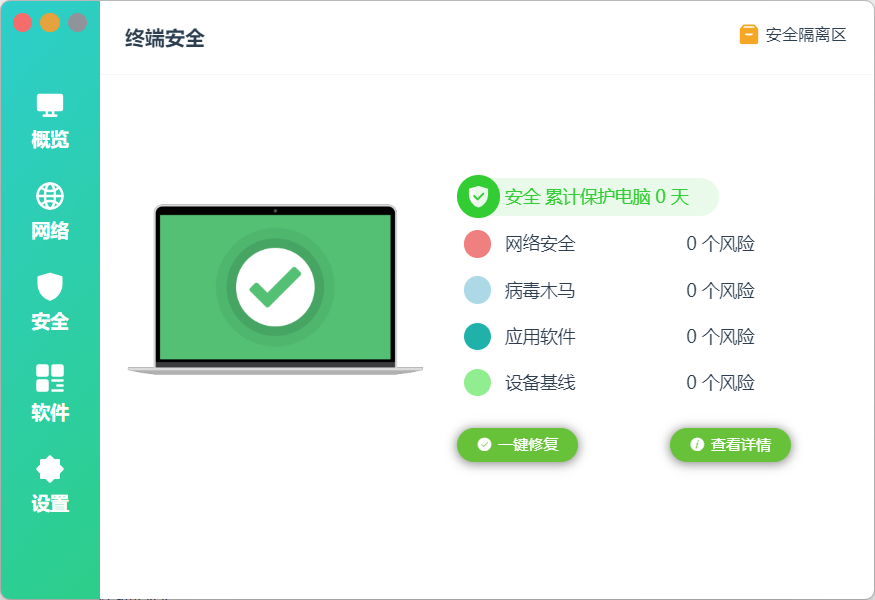 终端安全
安全隔离区
概览
网络
安全
软件
设置
安全 累计保护电脑 0 天
网络安全 0 个风险
病毒木马 0 个风险
应用软件 0 个风险
设备基线 0 个风险
一键修复
查看详情